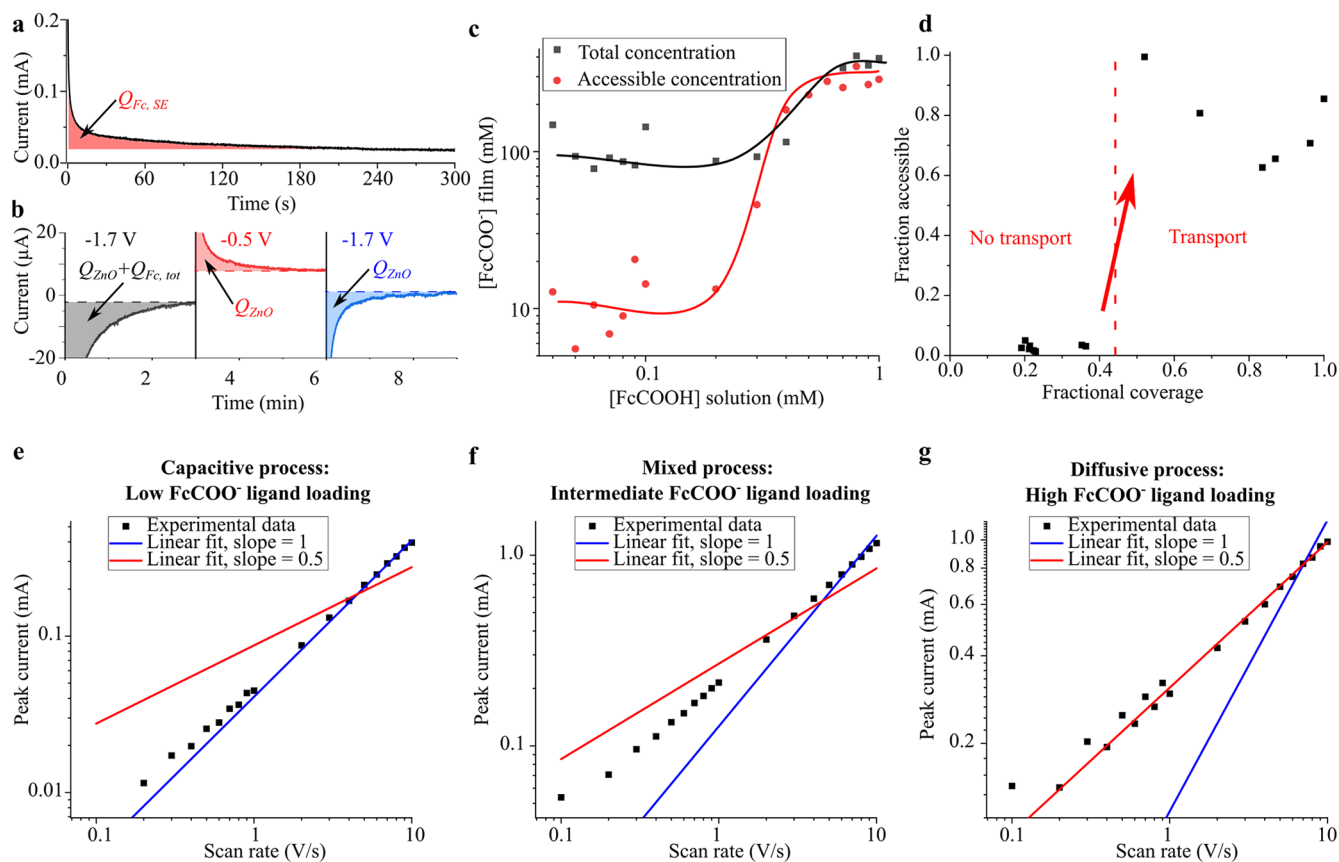 a
0.2
0.1
0.0
Current (mA)
Q_Fc, SE
0 60 120 180 240 300
Time (s)
b
20
0
-20
Current (µA)
-1.7 V
-0.5 V
-1.7 V
Q_ZnO+Q_Fc, tot
Q_ZnO
Q_ZnO
0 2 4 6 8
Time (min)
c
Total concentration
Accessible concentration
100
10
[FcCOO⁻] film (mM)
0.1 1
[FcCOOH] solution (mM)
d
1.0
0.8
0.6
0.4
0.2
0.0
Fraction accessible
No transport
Transport
0.0 0.2 0.4 0.6 0.8 1.0
Fractional coverage
e
Capacitive process:
Low FcCOO⁻ ligand loading
Experimental data
Linear fit, slope = 1
Linear fit, slope = 0.5
0.1
0.01
Peak current (mA)
0.1 1 10
Scan rate (V/s)
f
Mixed process:
Intermediate FcCOO⁻ ligand loading
Experimental data
Linear fit, slope = 1
Linear fit, slope = 0.5
1.0
0.1
Peak current (mA)
0.1 1 10
Scan rate (V/s)
g
Diffusive process:
High FcCOO⁻ ligand loading
Experimental data
Linear fit, slope = 1
Linear fit, slope = 0.5
1.0
0.8
0.6
0.4
0.2
Peak current (mA)
0.1 1 10
Scan rate (V/s)